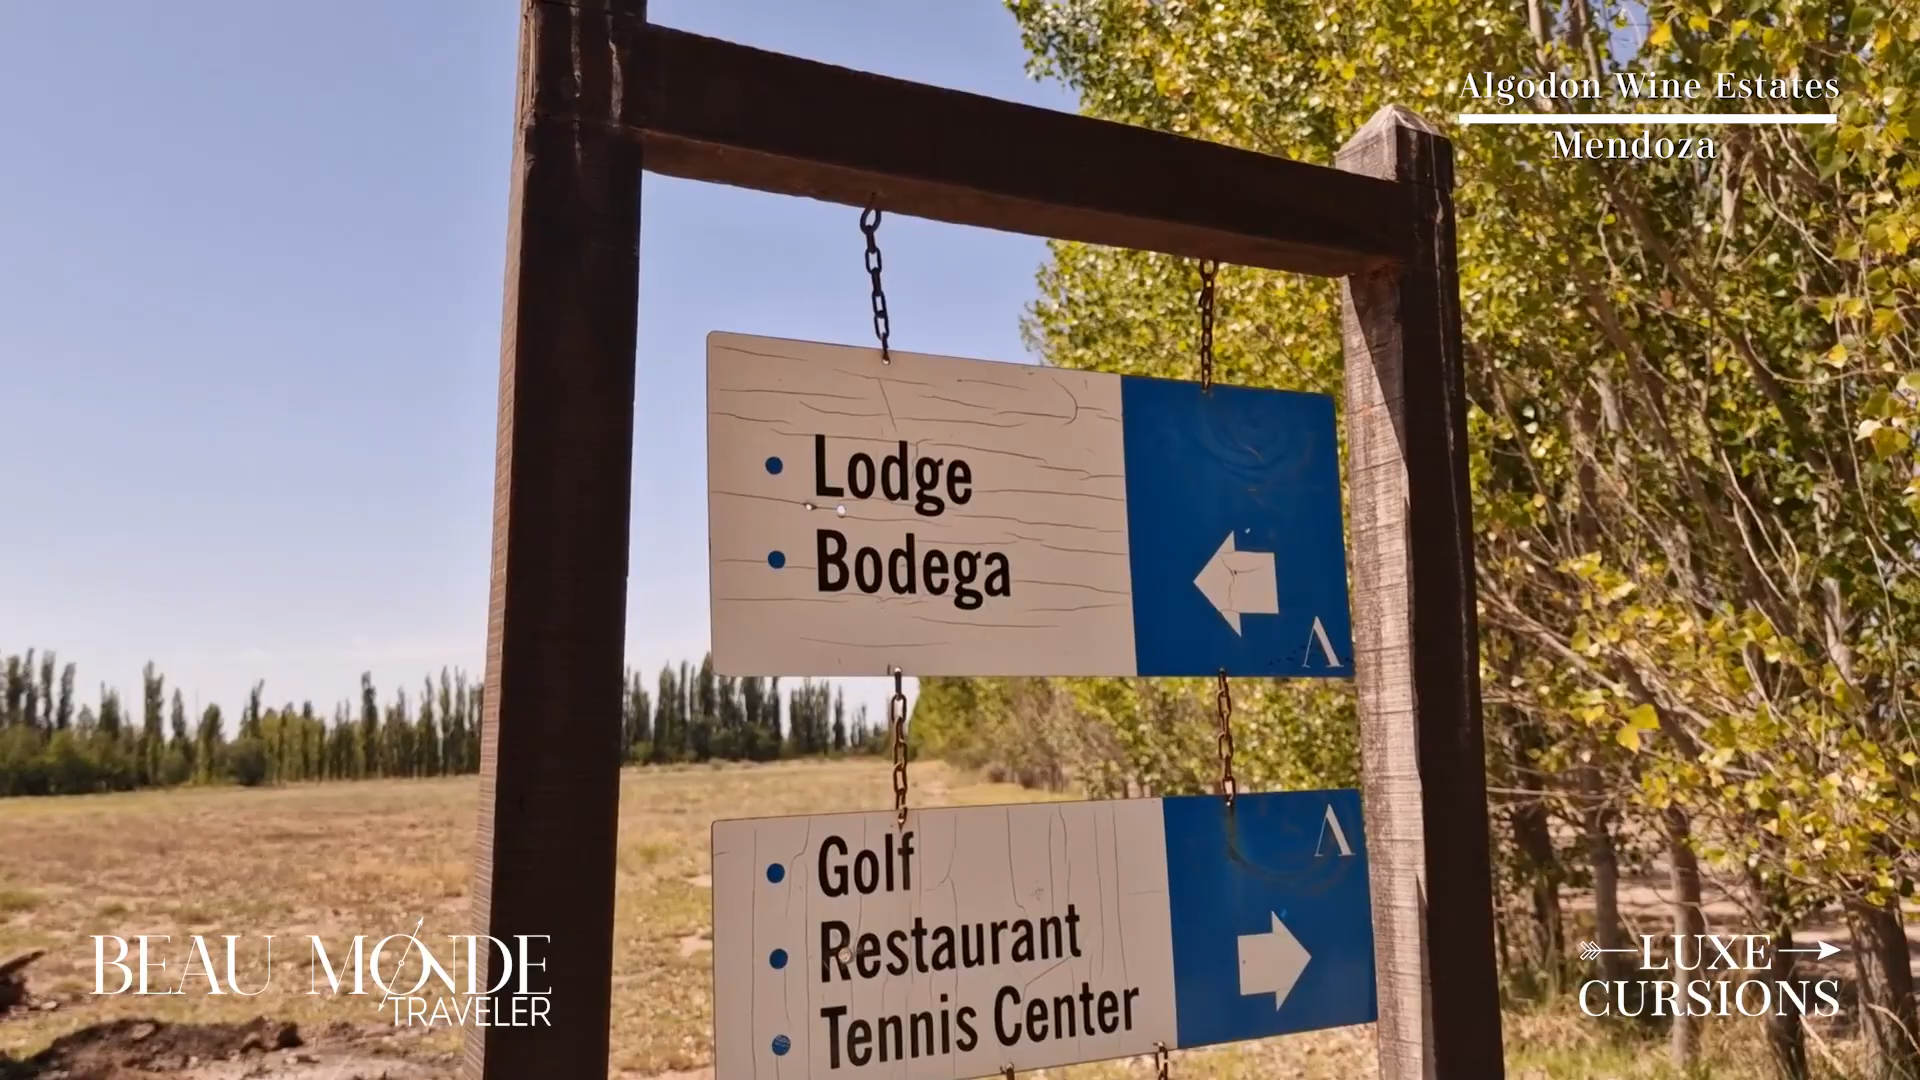 Algodon Wine Estates
Mendoza
• Lodge
• Bodega
• Golf
• Restaurant
• Tennis Center
BEAU MONDE
TRAVELER
LUXE
CURSIONS